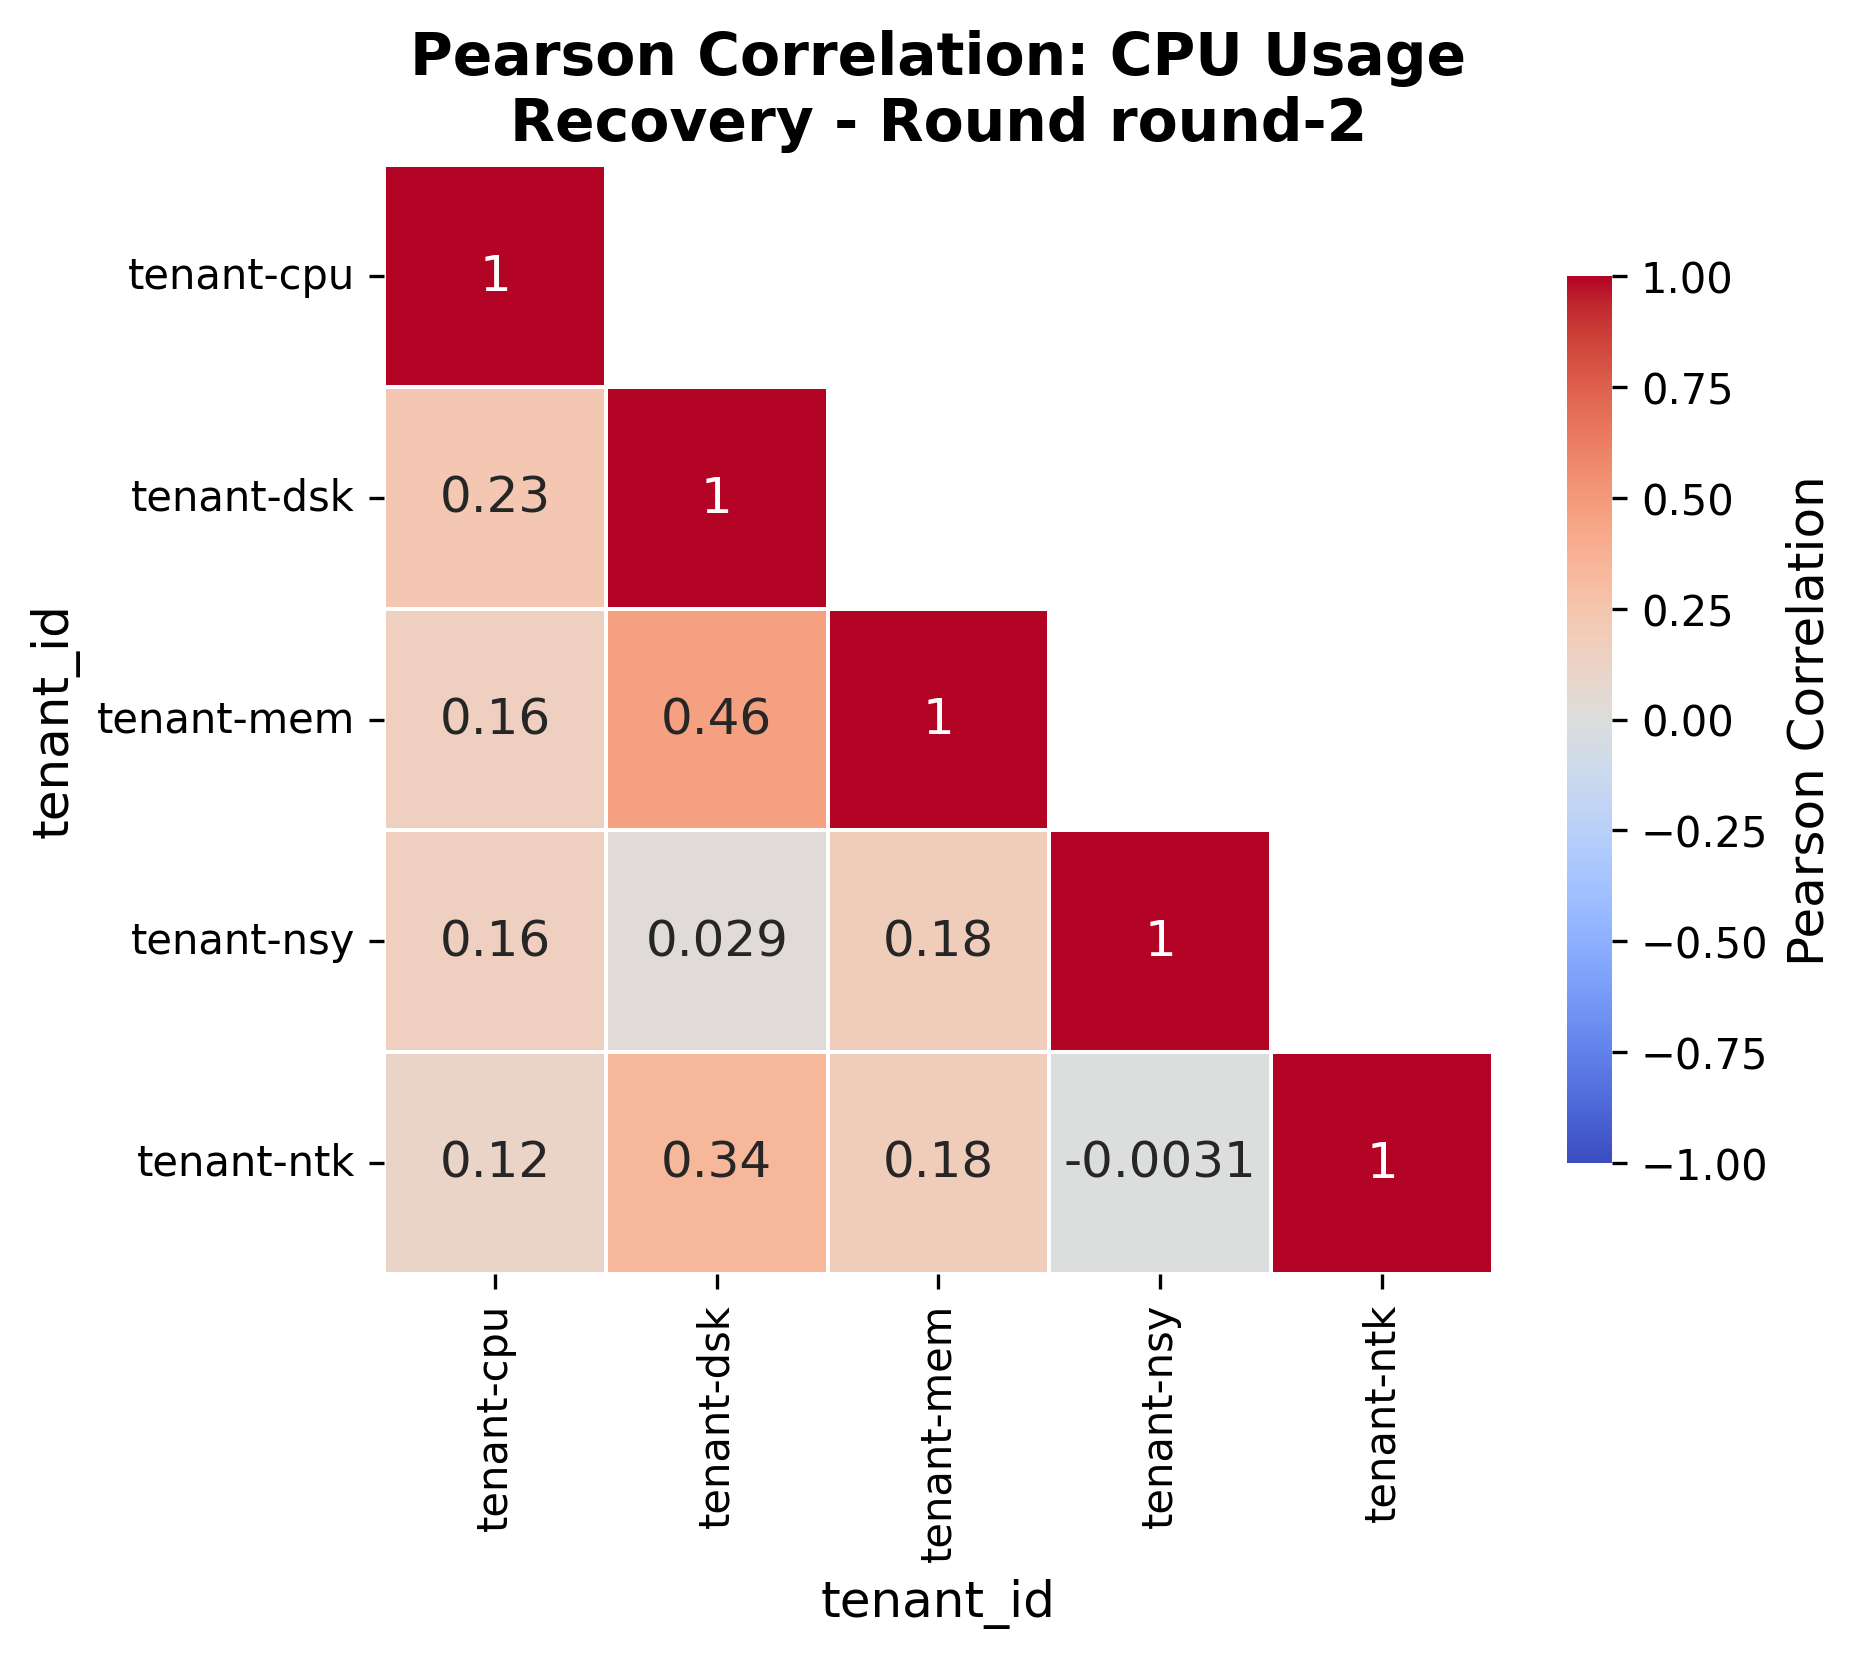 Pearson Correlation: CPU Usage
Recovery - Round round-2
tenant_id
tenant-cpu
1
tenant-dsk
0.23 1
tenant-mem
0.16 0.46 1
tenant-nsy
0.16 0.029 0.18 1
tenant-ntk
0.12 0.34 0.18 -0.0031 1
tenant-cpu
tenant-dsk
tenant-mem
tenant-nsy
tenant-ntk
tenant_id
1.00
0.75
0.50
0.25
0.00
−0.25
−0.50
−0.75
−1.00
Pearson Correlation